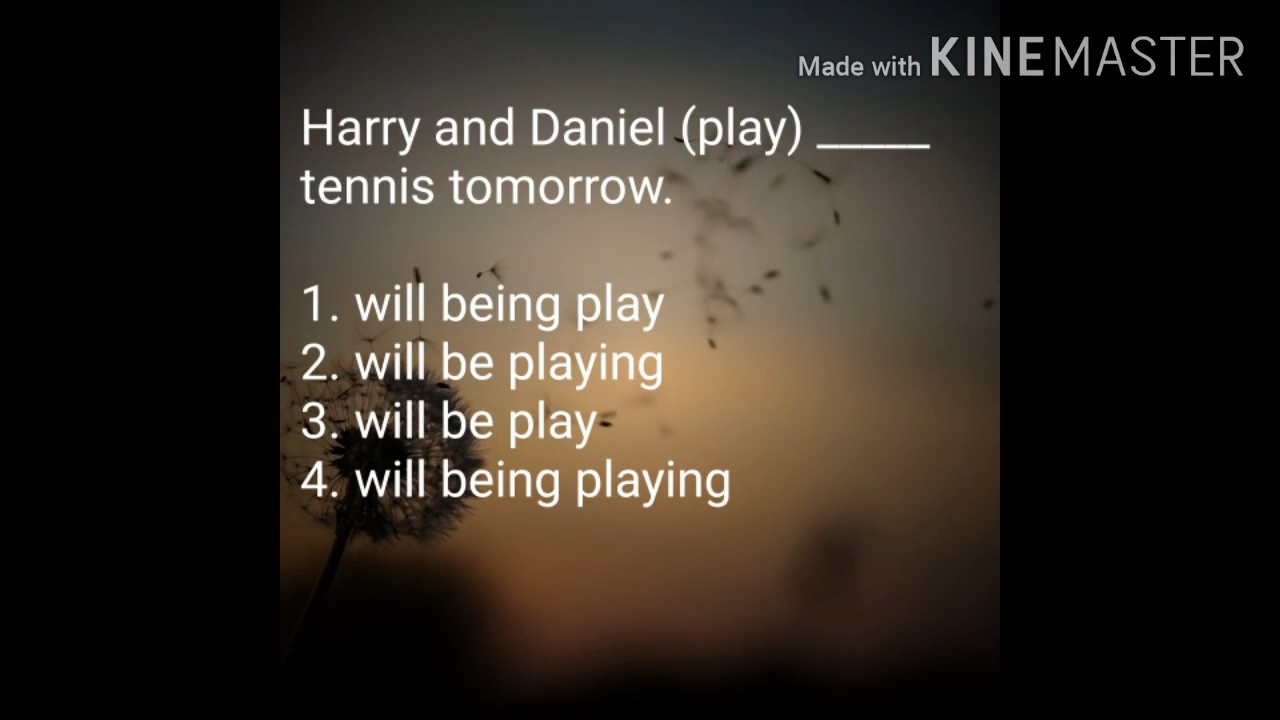 Made with KINEMASTER
Harry and Daniel (play) _____
tennis tomorrow.
1. will being play
2. will be playing
3. will be play
4. will being playing